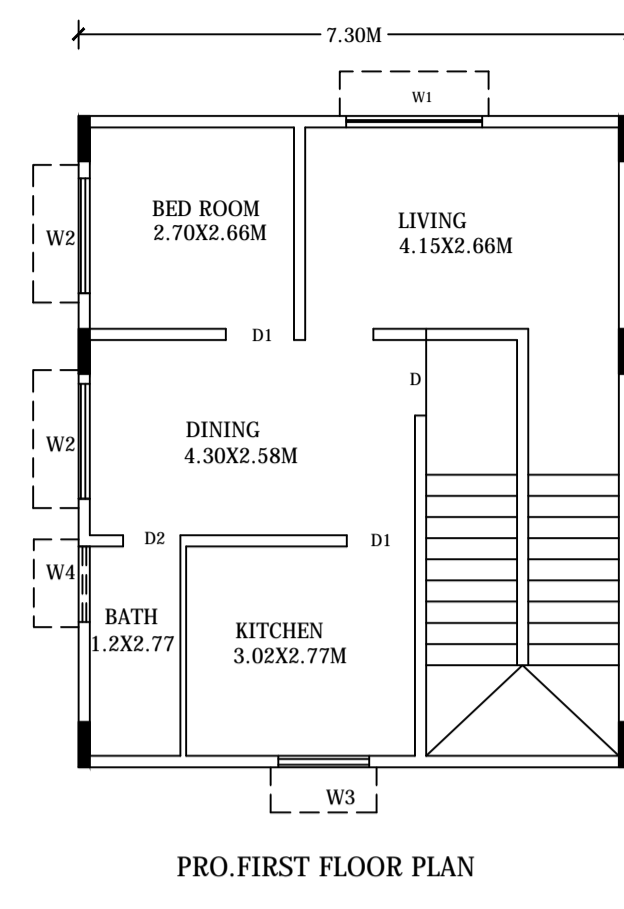 7.30M
W1
BED ROOM
2.70X2.66M
LIVING
4.15X2.66M
W2
D1
D
DINING
4.30X2.58M
W2
D2
D1
W4
BATH
1.2X2.77
KITCHEN
3.02X2.77M
W3
PRO.FIRST FLOOR PLAN